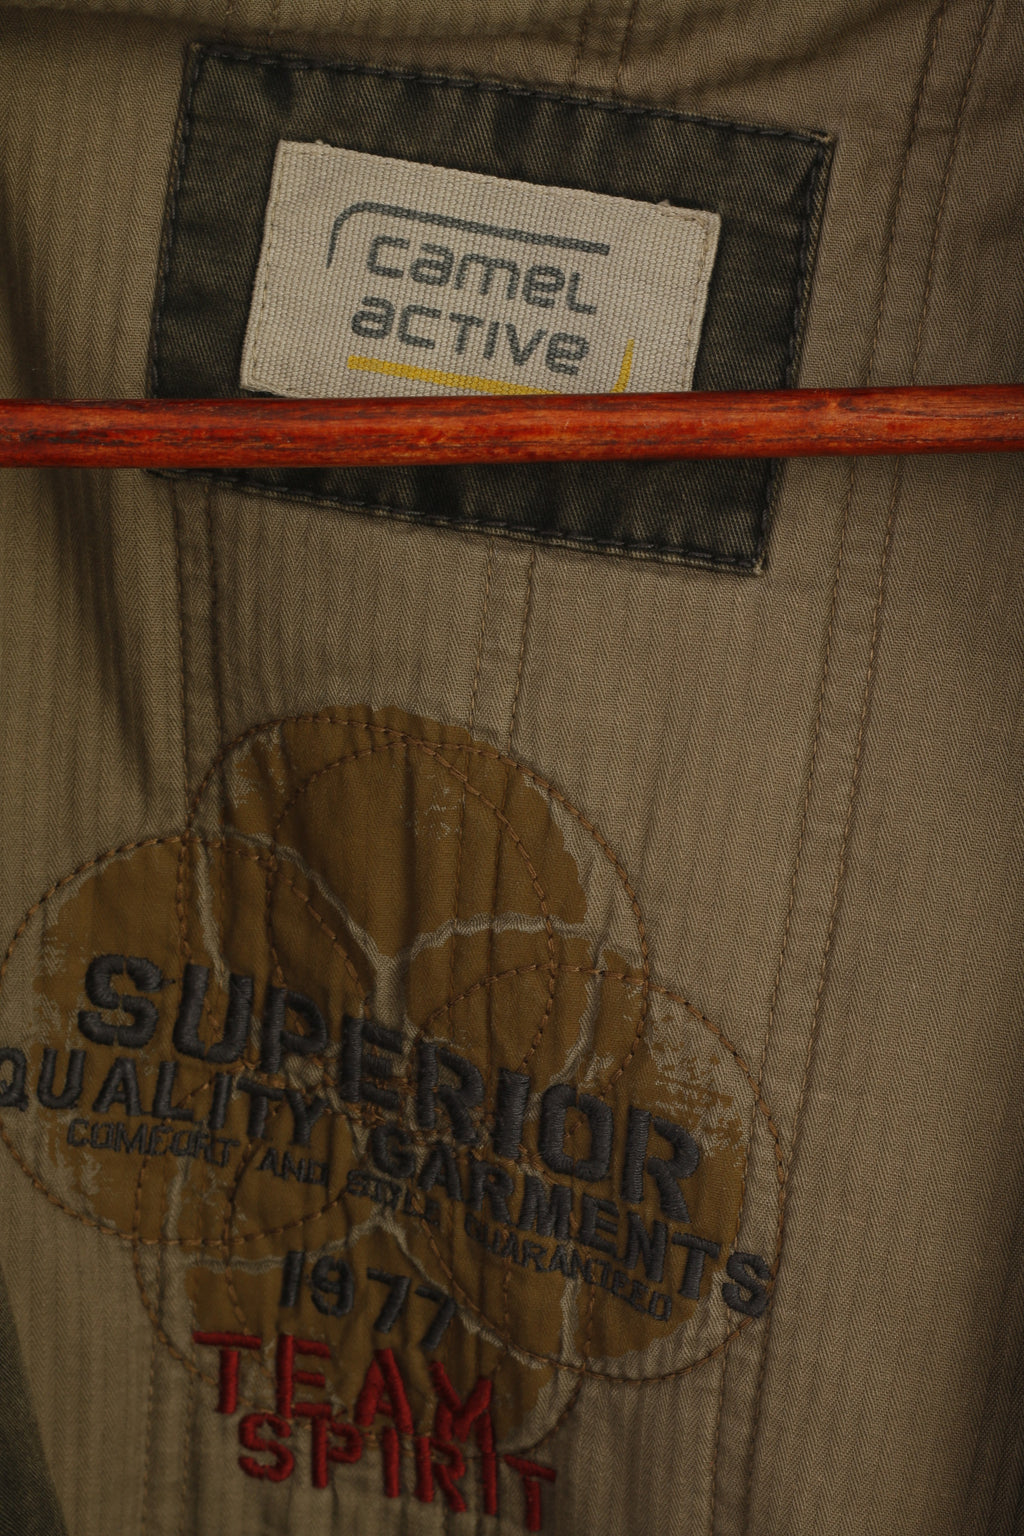 camel
active
SUPERIOR
QUALITY GARMENTS
COMFORT AND STYLE GUARANTEED
1977
TEAM
SPIRIT